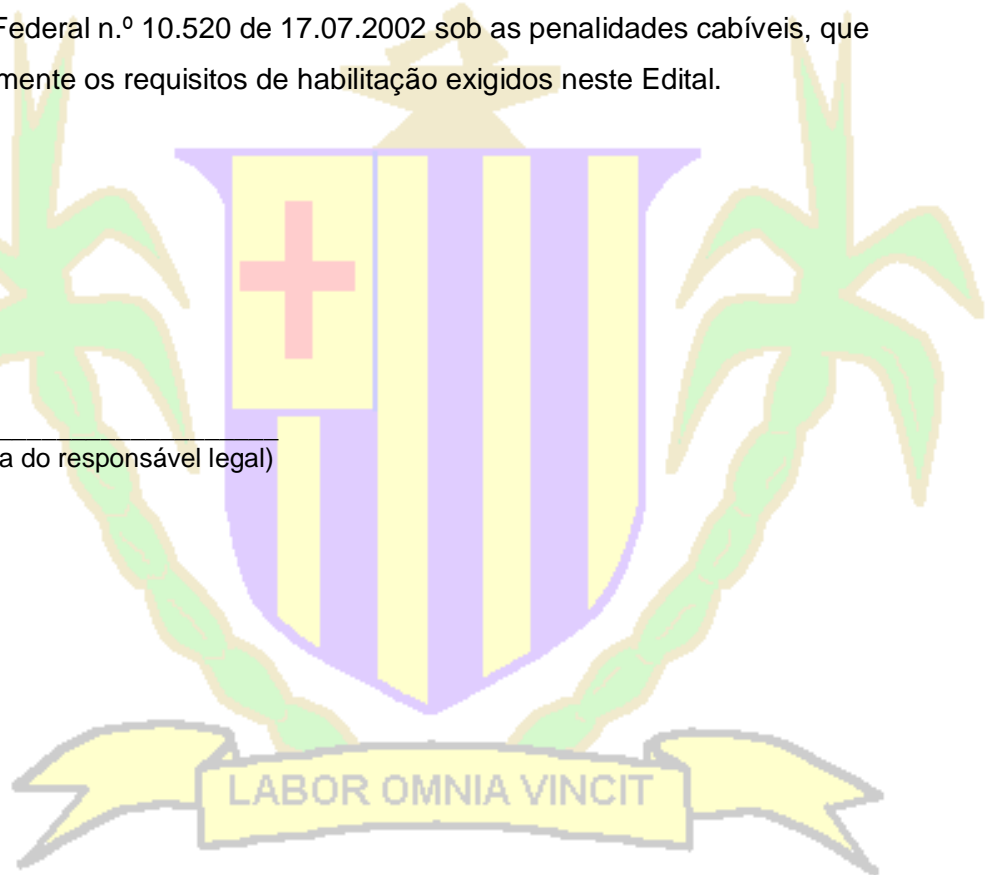 Federal n.º 10.520 de 17.07.2002 sob as penalidades cabíveis, que
mente os requisitos de habilitação exigidos neste Edital.
a do responsável legal)
LABOR OMNIA VINCIT